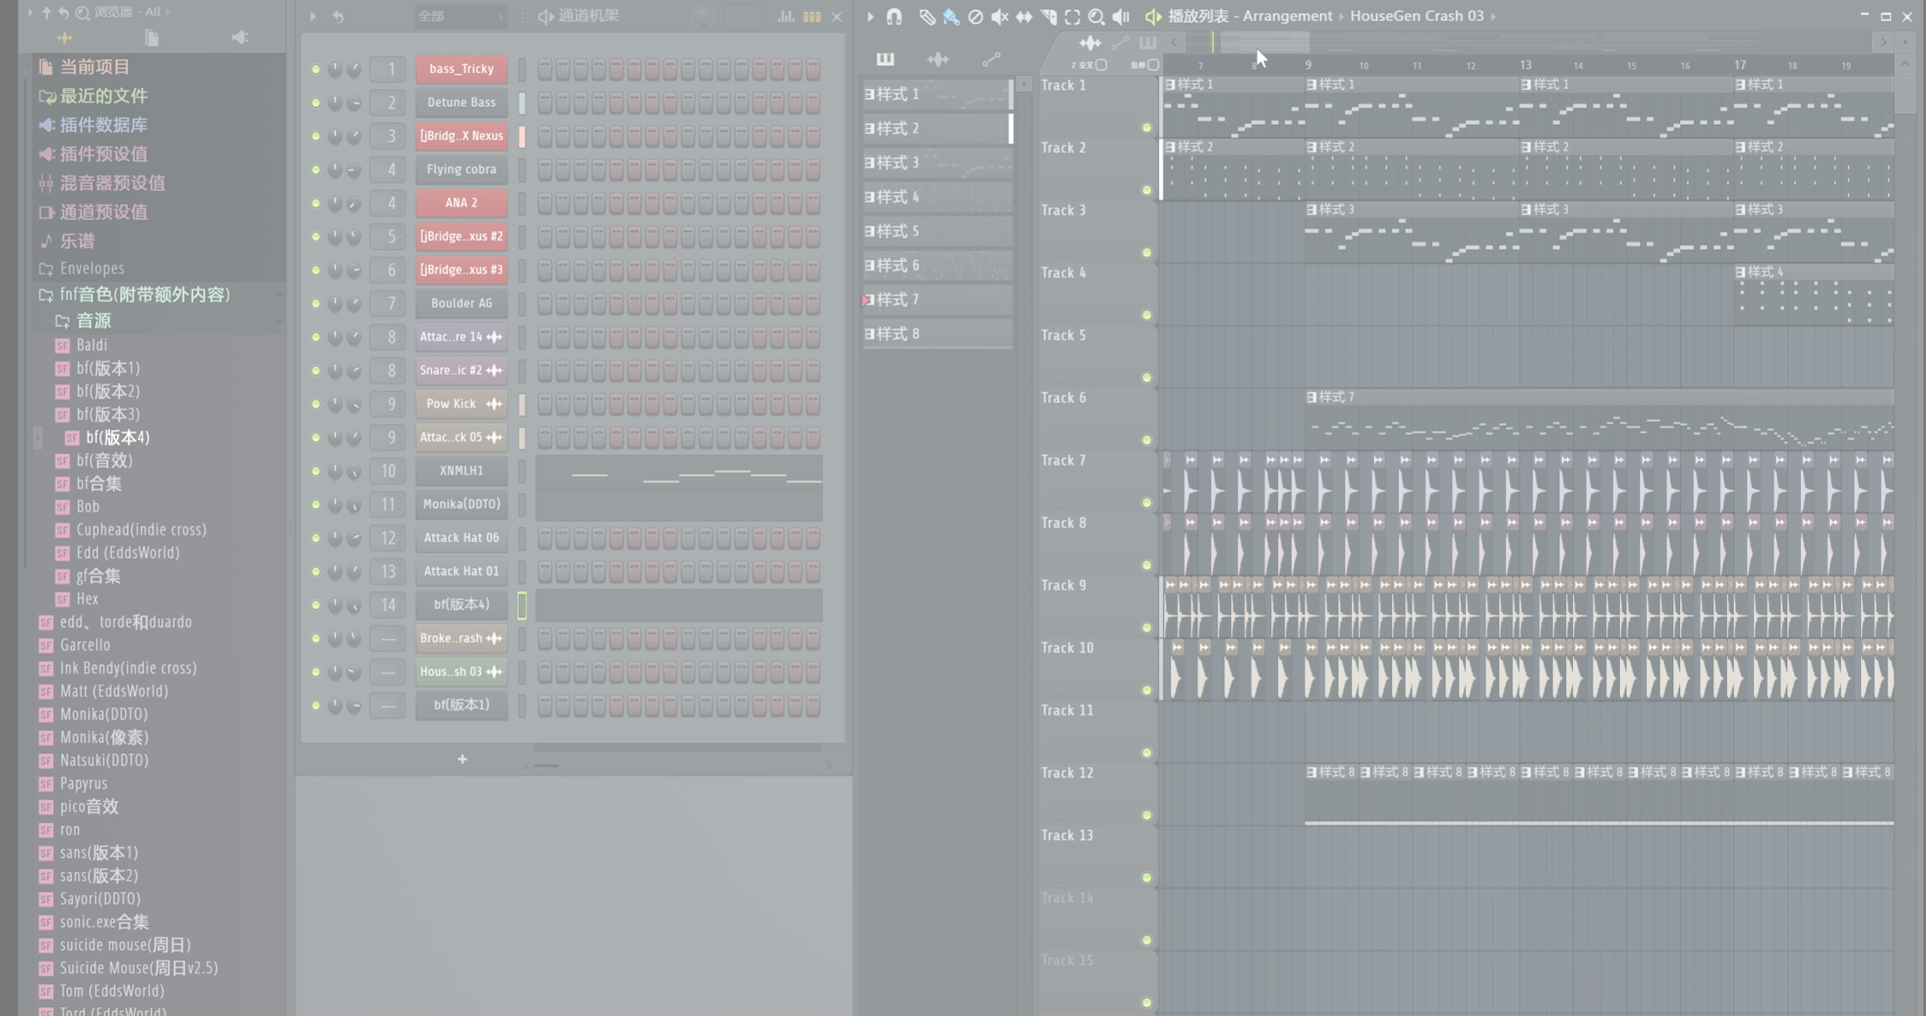 浏览器 - All
当前项目
最近的文件
插件数据库
插件预设值
混音器预设值
通道预设值
乐谱
Envelopes
fnf音色(附带额外内容)
音源
Baldi
bf(版本1)
bf(版本2)
bf(版本3)
bf(版本4)
bf(音效)
bf合集
Bob
Cuphead(indie cross)
Edd (EddsWorld)
gf合集
Hex
edd、torde和duardo
Garcello
Ink Bendy(indie cross)
Matt (EddsWorld)
Monika(DDTO)
Monika(像素)
Natsuki(DDTO)
Papyrus
pico音效
ron
sans(版本1)
sans(版本2)
Sayori(DDTO)
sonic.exe合集
suicide mouse(周日)
Suicide Mouse(周日v2.5)
Tom (EddsWorld)
Tord (EddsWorld)
全部 通道机架
1 bass_Tricky
2 Detune Bass
3 [jBridg..X Nexus
4 Flying cobra
4 ANA 2
5 [jBridge..xus #2
6 [jBridge..xus #3
7 Boulder AG
8 Attac..re 14
8 Snare..ic #2
9 Pow Kick
9 Attac..ck 05
10 XNMLH1
11 Monika(DDTO)
12 Attack Hat 06
13 Attack Hat 01
14 bf(版本4)
--- Broke..rash
--- Hous..sh 03
--- bf(版本1)
+
播放列表 - Arrangement › HouseGen Crash 03 ›
样式 1
样式 2
样式 3
样式 4
样式 5
样式 6
样式 7
样式 8
7 8 9 10 11 12 13 14 15 16 17 18 19
Track 1 样式 1 样式 1 样式 1 样式 1
Track 2 样式 2 样式 2 样式 2 样式 2
Track 3 样式 3 样式 3 样式 3
Track 4 样式 4
Track 5
Track 6 样式 7
Track 7
Track 8
Track 9
Track 10
Track 11
Track 12 样式 8 样式 8 样式 8 样式 8 样式 8 样式 8 样式 8 样式 8 样式 8 样式 8 样式 8
Track 13
Track 14
Track 15